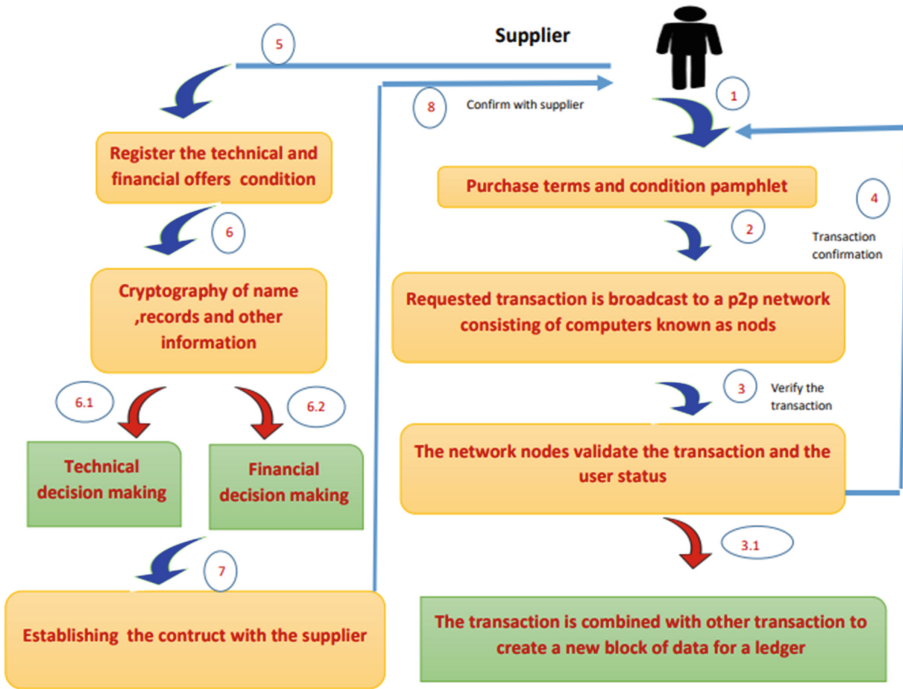 Supplier
5
1
8
Confirm with supplier
Register the technical and
financial offers condition
Purchase terms and condition pamphlet
4
Transaction
confirmation
6
2
Cryptography of name
,records and other
information
Requested transaction is broadcast to a p2p network
consisting of computers known as nods
6.1
6.2
3
Verify the
transaction
Technical
decision making
Financial
decision making
The network nodes validate the transaction and the
user status
7
3.1
Establishing the contruct with the supplier
The transaction is combined with other transaction to
create a new block of data for a ledger